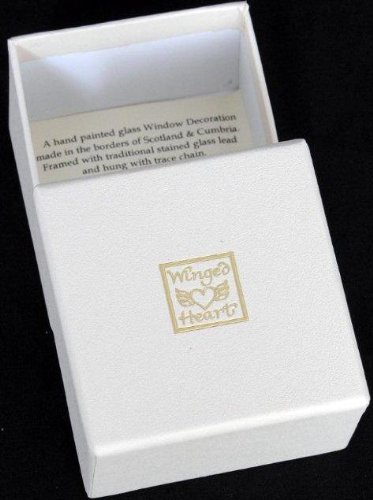 A hand painted glass Window Decoration
made in the borders of Scotland & Cumbria.
Framed with traditional stained glass lead
and hung with trace chain.
Winged
Heart